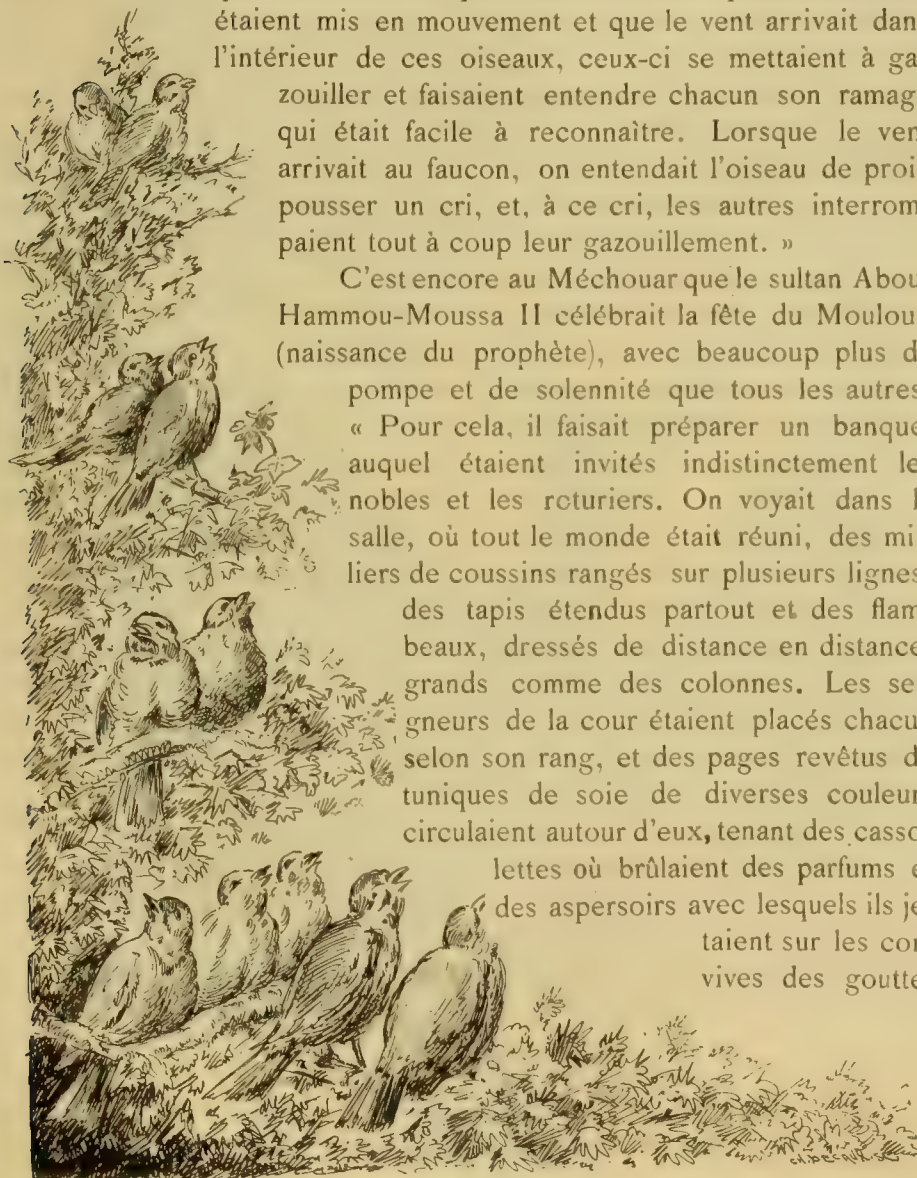 étaient mis en mouvement et que le vent arrivait dan
l'intérieur de ces oiseaux, ceux-ci se mettaient à ga
zouiller et faisaient entendre chacun son ramag
qui était facile à reconnaître. Lorsque le ven
arrivait au faucon, on entendait l'oiseau de proi
pousser un cri, et, à ce cri, les autres interrom
paient tout à coup leur gazouillement. »
C'est encore au Méchouar que le sultan Abou
Hammou-Moussa II célébrait la fête du Moulou
(naissance du prophète), avec beaucoup plus d
pompe et de solennité que tous les autres
« Pour cela, il faisait préparer un banque
auquel étaient invités indistinctement le
nobles et les roturiers. On voyait dans l
salle, où tout le monde était réuni, des mil
liers de coussins rangés sur plusieurs lignes
des tapis étendus partout et des flam
beaux, dressés de distance en distance
grands comme des colonnes. Les sei
gneurs de la cour étaient placés chacu
selon son rang, et des pages revêtus d
tuniques de soie de diverses couleur
circulaient autour d'eux, tenant des casso
lettes où brûlaient des parfums e
des aspersoirs avec lesquels ils je
taient sur les con
vives des goutte
CH. DECAUX SC